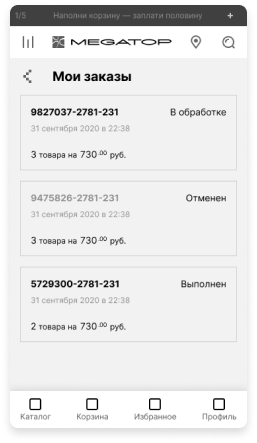 1/5 Наполни корзину — заплати половину +
MEGATOP
Мои заказы
9827037-2781-231 В обработке
31 сентября 2020 в 22:38
3 товара на 730.00 руб.
9475826-2781-231 Отменен
31 сентября 2020 в 22:38
3 товара на 730.00 руб.
5729300-2781-231 Выполнен
30 сентября 2020 в 22:38
2 товара на 730.00 руб.
Каталог Корзина Избранное Профиль